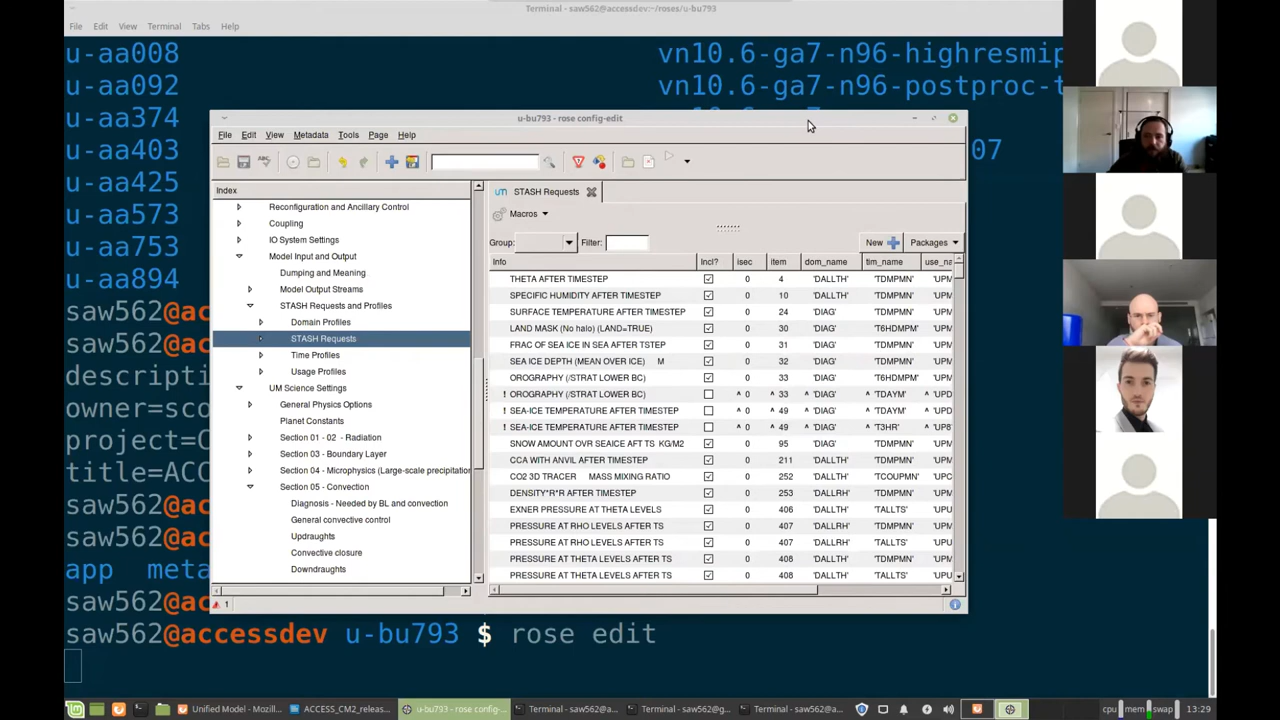 Terminal - saw562@accessdev:~/roses/u-bu793
File Edit View Terminal Tabs Help
u-aa008 vn10.6-ga7-n96-highresmip
u-aa092 vn10.6-ga7-n96-postproc-t
u-aa374
u-aa403 07
u-aa425
u-aa573
u-aa753
u-aa894
saw562@a
saw562@a
descripti
owner=sco
project=C
title=ACC
saw562@a
saw562@a
app meta
saw562@a
saw562@accessdev u-bu793 $ rose edit
u-bu793 - rose config-edit
File Edit View Metadata Tools Page Help
Index
Reconfiguration and Ancillary Control
Coupling
IO System Settings
Model Input and Output
Dumping and Meaning
Model Output Streams
STASH Requests and Profiles
Domain Profiles
STASH Requests
Time Profiles
Usage Profiles
UM Science Settings
General Physics Options
Planet Constants
Section 01 - 02 - Radiation
Section 03 - Boundary Layer
Section 04 - Microphysics (Large-scale precipitation
Section 05 - Convection
Diagnosis - Needed by BL and convection
General convective control
Updraughts
Convective closure
Downdraughts
1
um STASH Requests
Macros
Group: Filter: New Packages
Info Incl? isec item dom_name tim_name use_na
THETA AFTER TIMESTEP 0 4 'DALLTH' 'TDMPMN' 'UPM
SPECIFIC HUMIDITY AFTER TIMESTEP 0 10 'DALLTH' 'TDMPMN' 'UPM
SURFACE TEMPERATURE AFTER TIMESTEP 0 24 'DIAG' 'TDMPMN' 'UPM
LAND MASK (No halo) (LAND=TRUE) 0 30 'DIAG' 'T6HDMPM' 'UPM
FRAC OF SEA ICE IN SEA AFTER TSTEP 0 31 'DIAG' 'TDMPMN' 'UPM
SEA ICE DEPTH (MEAN OVER ICE) M 0 32 'DIAG' 'TDMPMN' 'UPM
OROGRAPHY (/STRAT LOWER BC) 0 33 'DIAG' 'T6HDMPM' 'UPM
! OROGRAPHY (/STRAT LOWER BC) ^ 0 ^ 33 ^ 'DIAG' ^ 'TDAYM' ^ 'UPD
! SEA-ICE TEMPERATURE AFTER TIMESTEP ^ 0 ^ 49 ^ 'DIAG' ^ 'TDAYM' ^ 'UPD
! SEA-ICE TEMPERATURE AFTER TIMESTEP ^ 0 ^ 49 ^ 'DIAG' ^ 'T3HR' ^ 'UP8
SNOW AMOUNT OVR SEAICE AFT TS KG/M2 0 95 'DIAG' 'TDMPMN' 'UPM
CCA WITH ANVIL AFTER TIMESTEP 0 211 'DALLTH' 'TDMPMN' 'UPM
CO2 3D TRACER MASS MIXING RATIO 0 252 'DALLTH' 'TCOUPMN' 'UPC
DENSITY*R*R AFTER TIMESTEP 0 253 'DALLRH' 'TDMPMN' 'UPM
EXNER PRESSURE AT THETA LEVELS 0 406 'DALLTH' 'TALLTS' 'UPM
PRESSURE AT RHO LEVELS AFTER TS 0 407 'DALLRH' 'TDMPMN' 'UPM
PRESSURE AT RHO LEVELS AFTER TS 0 407 'DALLRH' 'TALLTS' 'UPM
PRESSURE AT THETA LEVELS AFTER TS 0 408 'DALLTH' 'TDMPMN' 'UPM
PRESSURE AT THETA LEVELS AFTER TS 0 408 'DALLTH' 'TALLTS' 'UPU
Unified Model - Mozill... ACCESS_CM2_releas... u-bu793 - rose config-... Terminal - saw562@a... Terminal - saw562@g... Terminal - saw562@a... cpu mem swap 13:29